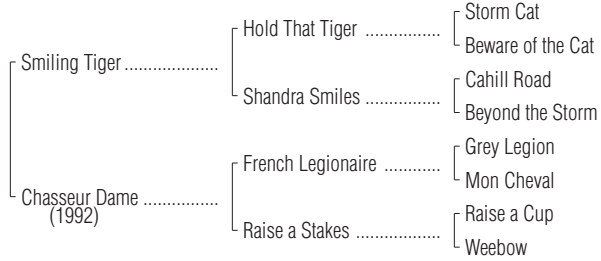 Storm Cat
Hold That Tiger ..................
Beware of the Cat
Smiling Tiger ......................
Cahill Road
Shandra Smiles ..................
Beyond the Storm
Grey Legion
French Legionaire .............
Mon Cheval
Chasseur Dame ..................
(1992)
Raise a Cup
Raise a Stakes ....................
Weebow